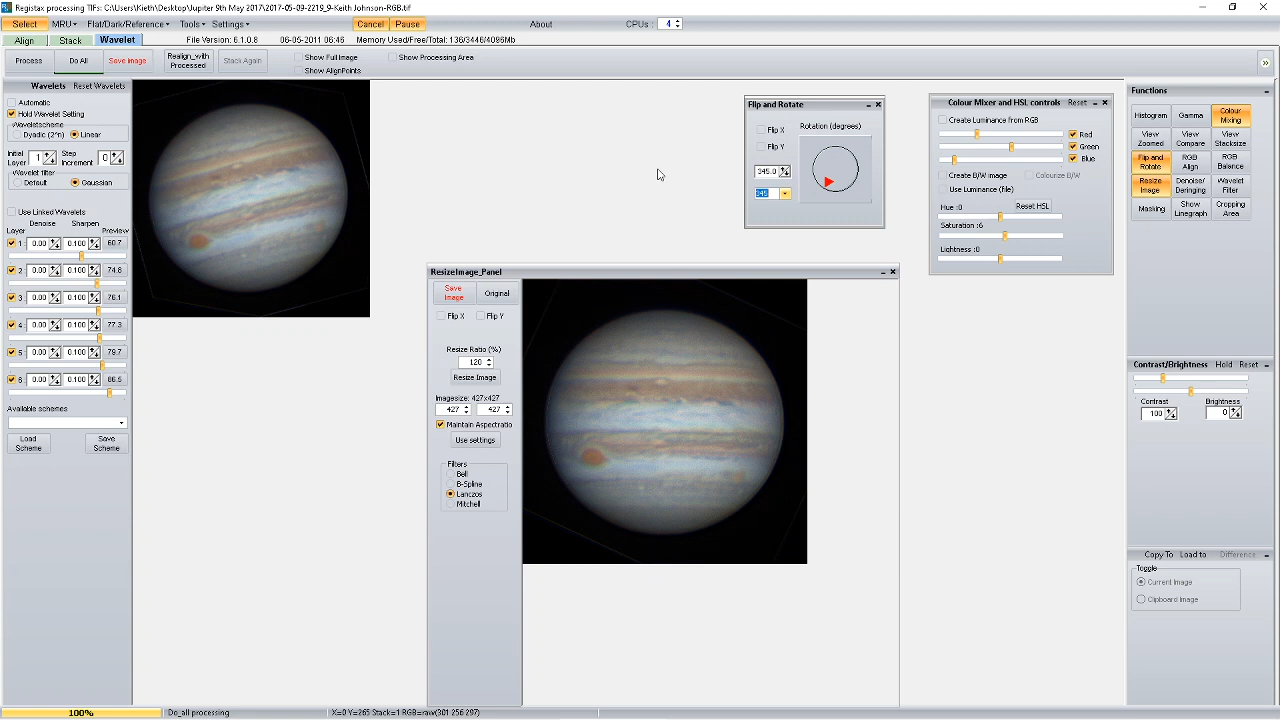 Registax processing TIFs: C:\Users\Kieth\Desktop\Jupiter 9th May 2017\2017-05-09-2219_9-Keith Johnson-RGB.tif
Select MRU Flat/Dark/Reference Tools Settings Cancel Pause About CPUs : 4
Align Stack Wavelet File Version: 6.1.0.8 06-05-2011 06:46 Memory Used/Free/Total: 136/3446/4096Mb
Process Do All Save Image Realign_with Processed Stack Again Show Full Image Show Processing Area
Show AlignPoints
Wavelets Reset Wavelets
Automatic
Hold Wavelet Setting
Waveletscheme
Dyadic (2^n) Linear
Initial Layer 1 Step Increment 0
Wavelet filter
Default Gaussian
Use Linked Wavelets
Denoise Sharpen
Layer Preview
1 0.00 0.100 60.7
2 0.00 0.100 74.8
3 0.00 0.100 76.1
4 0.00 0.100 77.3
5 0.00 0.100 79.7
6 0.00 0.100 86.5
Available schemes
Load Scheme Save Scheme
Flip and Rotate
Flip X Rotation (degrees)
Flip Y
345.0
345
Colour Mixer and HSL controls Reset
Create Luminance from RGB
Red
Green
Blue
Create B/W image Colourize B/W
Use Luminance (file)
Hue :0 Reset HSL
Saturation :6
Lightness :0
ResizeImage_Panel
Save Image Original
Flip X Flip Y
Resize Ratio (%)
120
Resize Image
Imagesize: 427x427
427 427
Maintain Aspectratio
Use settings
Filters
Bell
B-Spline
Lanczos
Mitchell
Functions
Histogram Gamma Colour Mixing
View Zoomed View Compare View Stacksize
Flip and Rotate RGB Align RGB Balance
Resize Image Denoise/ Deringing Wavelet Filter
Masking Show Linegraph Cropping Area
Contrast/Brightness Hold Reset
Contrast Brightness
100 0
Copy To Load to Difference
Toggle
Current Image
Clipboard Image
100% Do_all processing X=0 Y=265 Stack=1 RGB=raw(301 256 297)